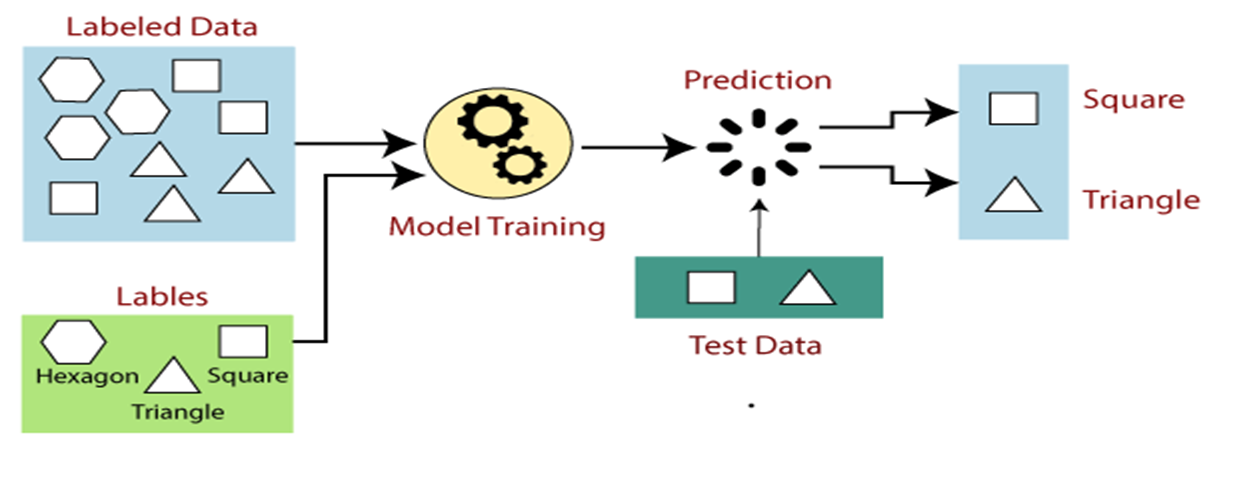 Labeled Data
Prediction
Square
Triangle
Model Training
Lables
Hexagon
Square
Triangle
Test Data
.